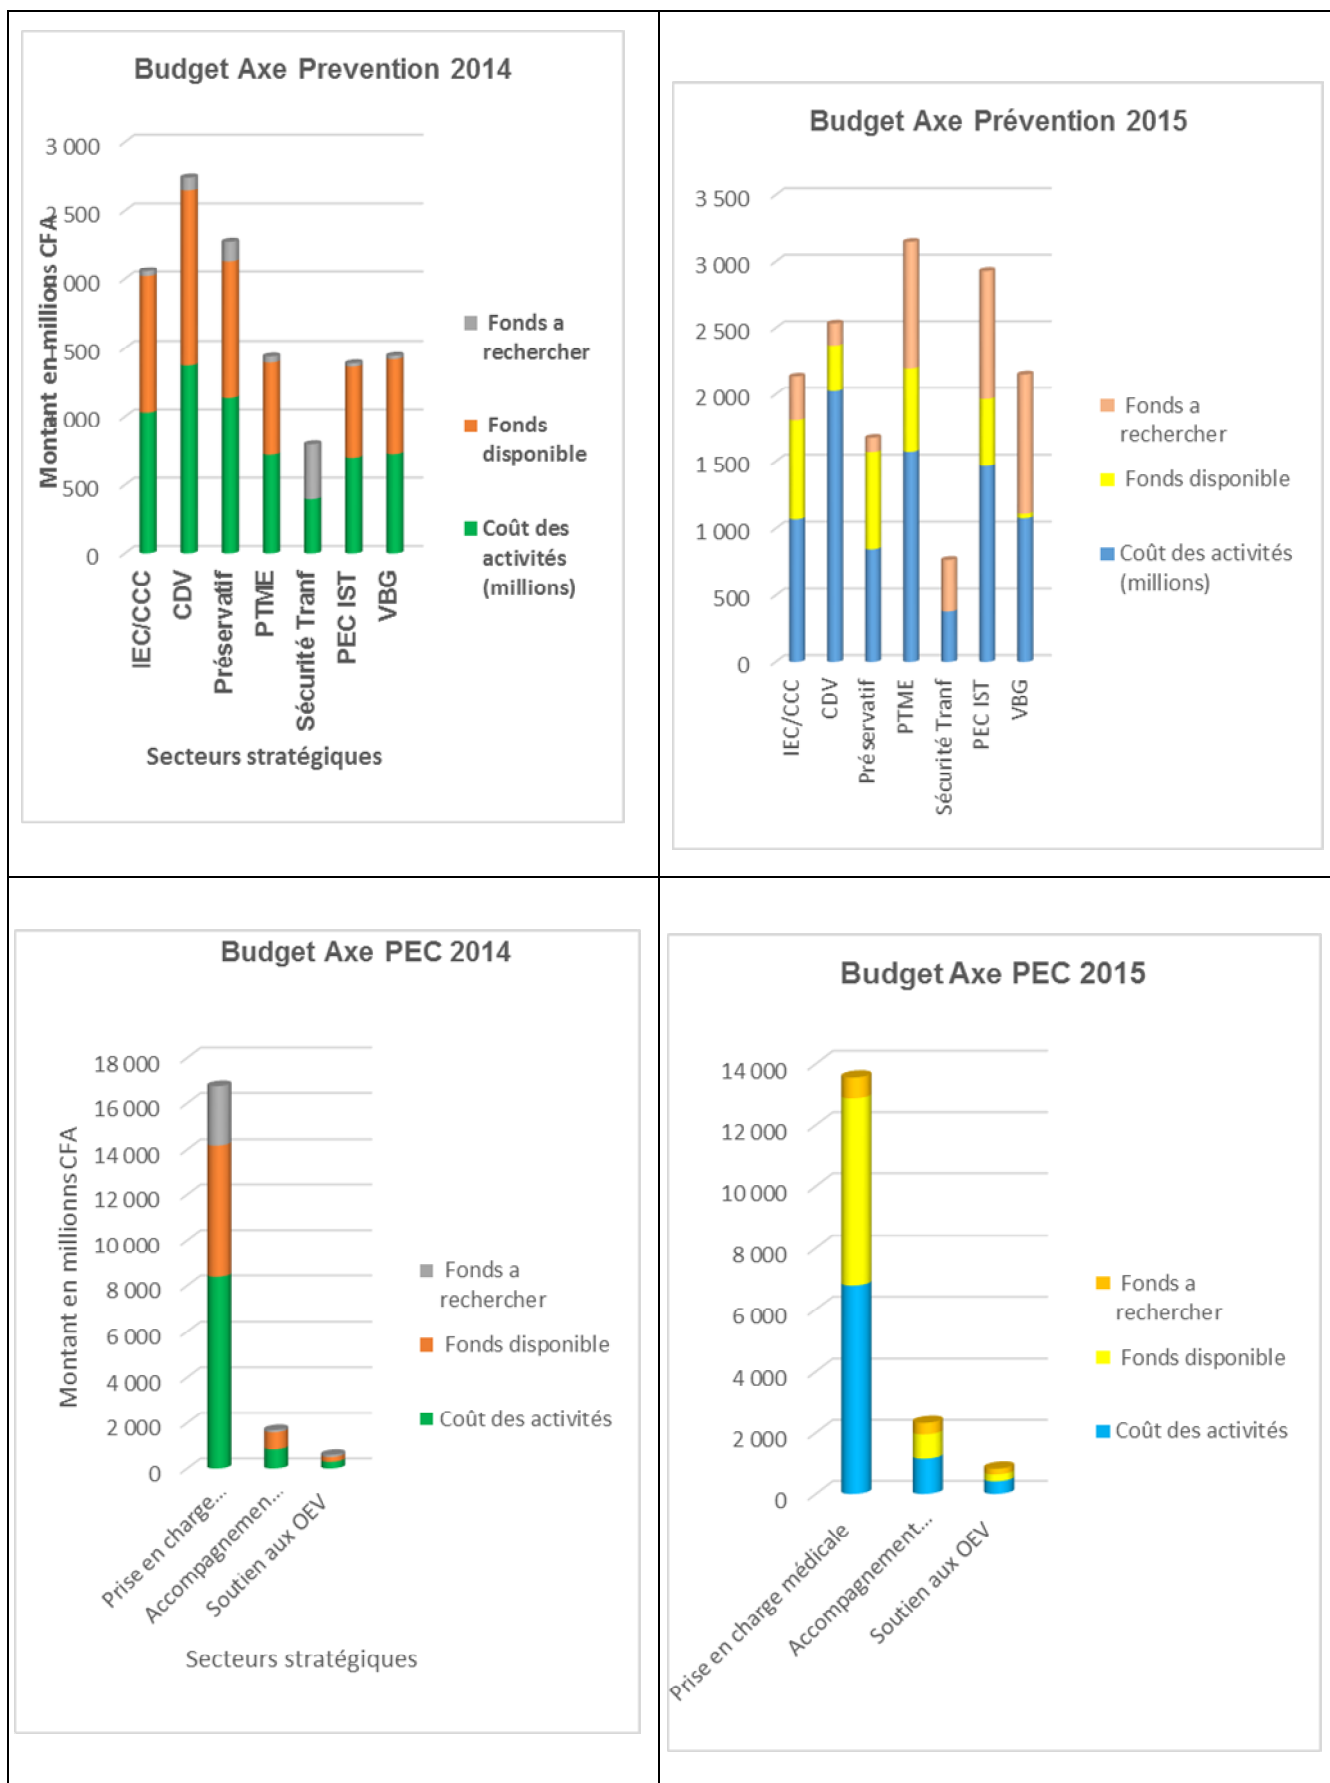 Budget Axe Prevention 2014
3 000
2 500
000
500
1 000
500
0
Montant en millions CFA
IEC/CCC
CDV
Préservatif
PTME
Sécurité Tranf
PEC IST
VBG
Secteurs stratégiques
Fonds a
rechercher
Fonds
disponible
Coût des
activités
(millions)
Budget Axe Prévention 2015
3 500
3 000
2 500
2 000
1 500
1 000
500
0
IEC/CCC
CDV
Préservatif
PTME
Sécurité Tranf
PEC IST
VBG
Fonds a
rechercher
Fonds disponible
Coût des activités
(millions)
Budget Axe PEC 2014
18 000
16 000
14 000
12 000
10 000
8 000
6 000
4 000
2 000
0
Montant en millionns CFA
Prise en charge...
Accompagnemen...
Soutien aux OEV
Secteurs stratégiques
Fonds a
rechercher
Fonds disponible
Coût des activités
Budget Axe PEC 2015
14 000
12 000
10 000
8 000
6 000
4 000
2 000
0
Prise en charge médicale
Accompagnement...
Soutien aux OEV
Fonds a
rechercher
Fonds disponible
Coût des activités